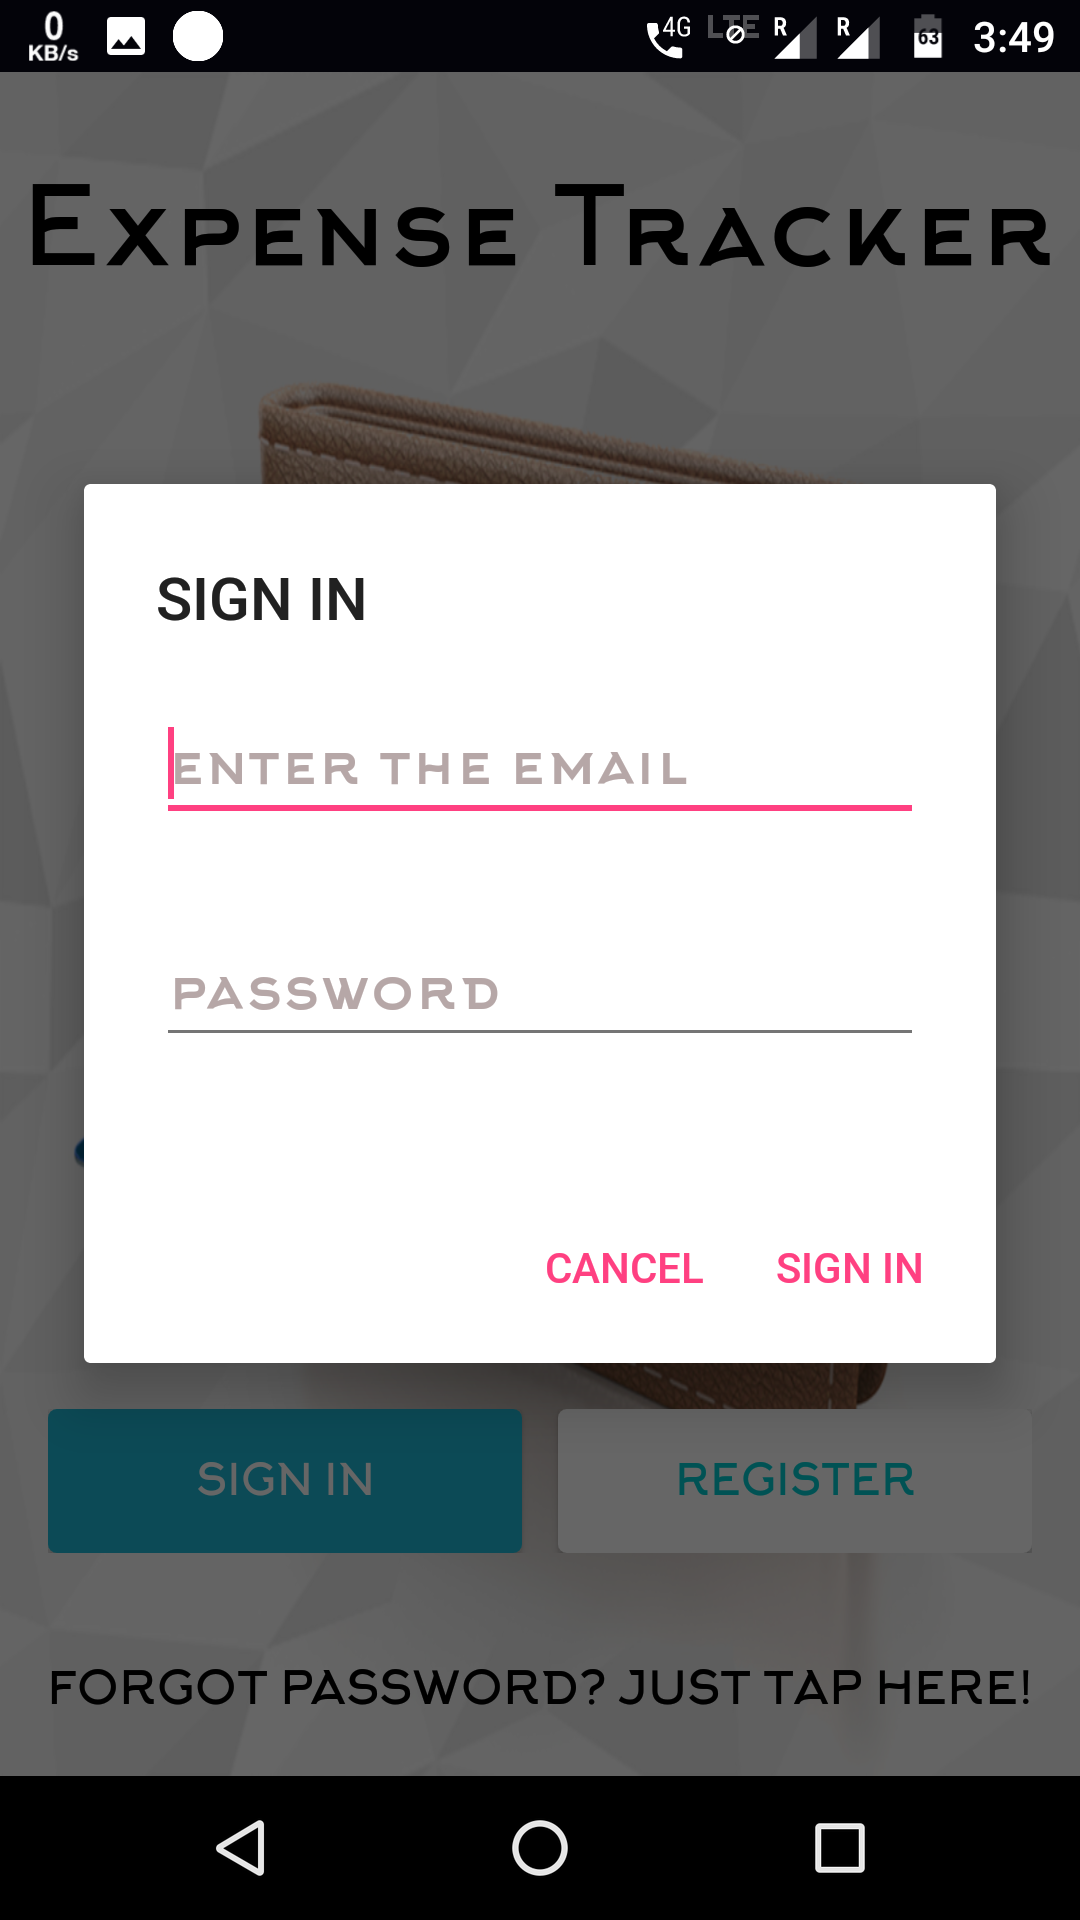 0
KB/s
4G
LTE
R
R
63
3:49
Expense Tracker
SIGN IN
ENTER THE EMAIL
PASSWORD
CANCEL SIGN IN
SIGN IN REGISTER
FORGOT PASSWORD? JUST TAP HERE!